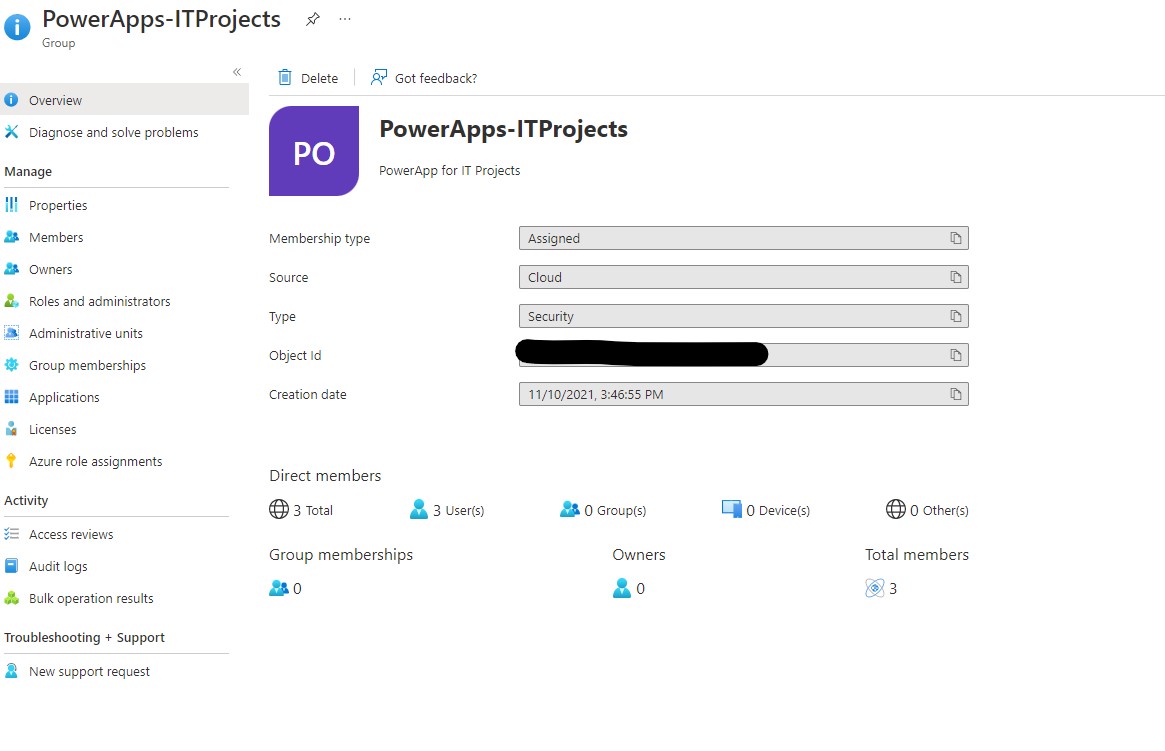 PowerApps-ITProjects
Group
Delete
Got feedback?
Overview
Diagnose and solve problems
Manage
Properties
Members
Owners
Roles and administrators
Administrative units
Group memberships
Applications
Licenses
Azure role assignments
Activity
Access reviews
Audit logs
Bulk operation results
Troubleshooting + Support
New support request
PO
PowerApps-ITProjects
PowerApp for IT Projects
Membership type Assigned
Source Cloud
Type Security
Object Id
Creation date 11/10/2021, 3:46:55 PM
Direct members
3 Total 3 User(s) 0 Group(s) 0 Device(s) 0 Other(s)
Group memberships Owners Total members
0 0 3